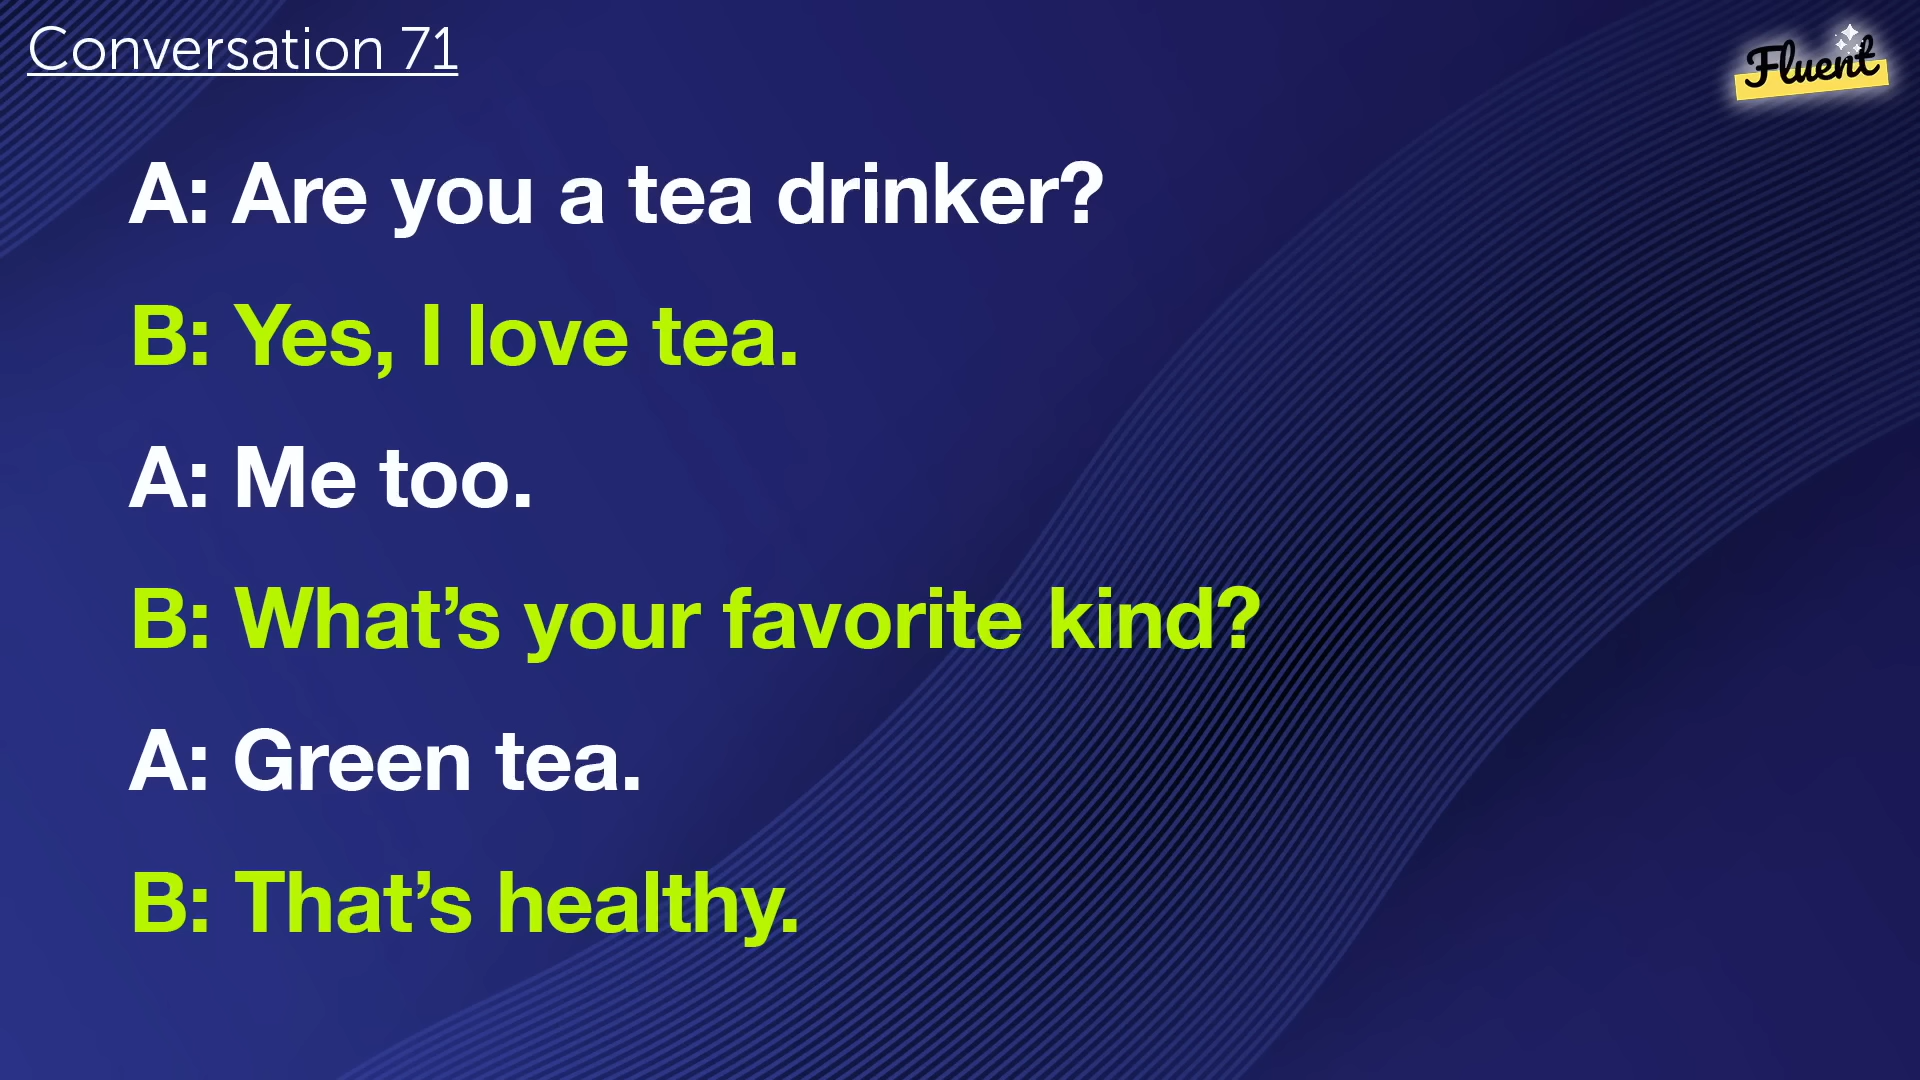 Conversation 71
Fluent
A: Are you a tea drinker?
B: Yes, I love tea.
A: Me too.
B: What’s your favorite kind?
A: Green tea.
B: That’s healthy.